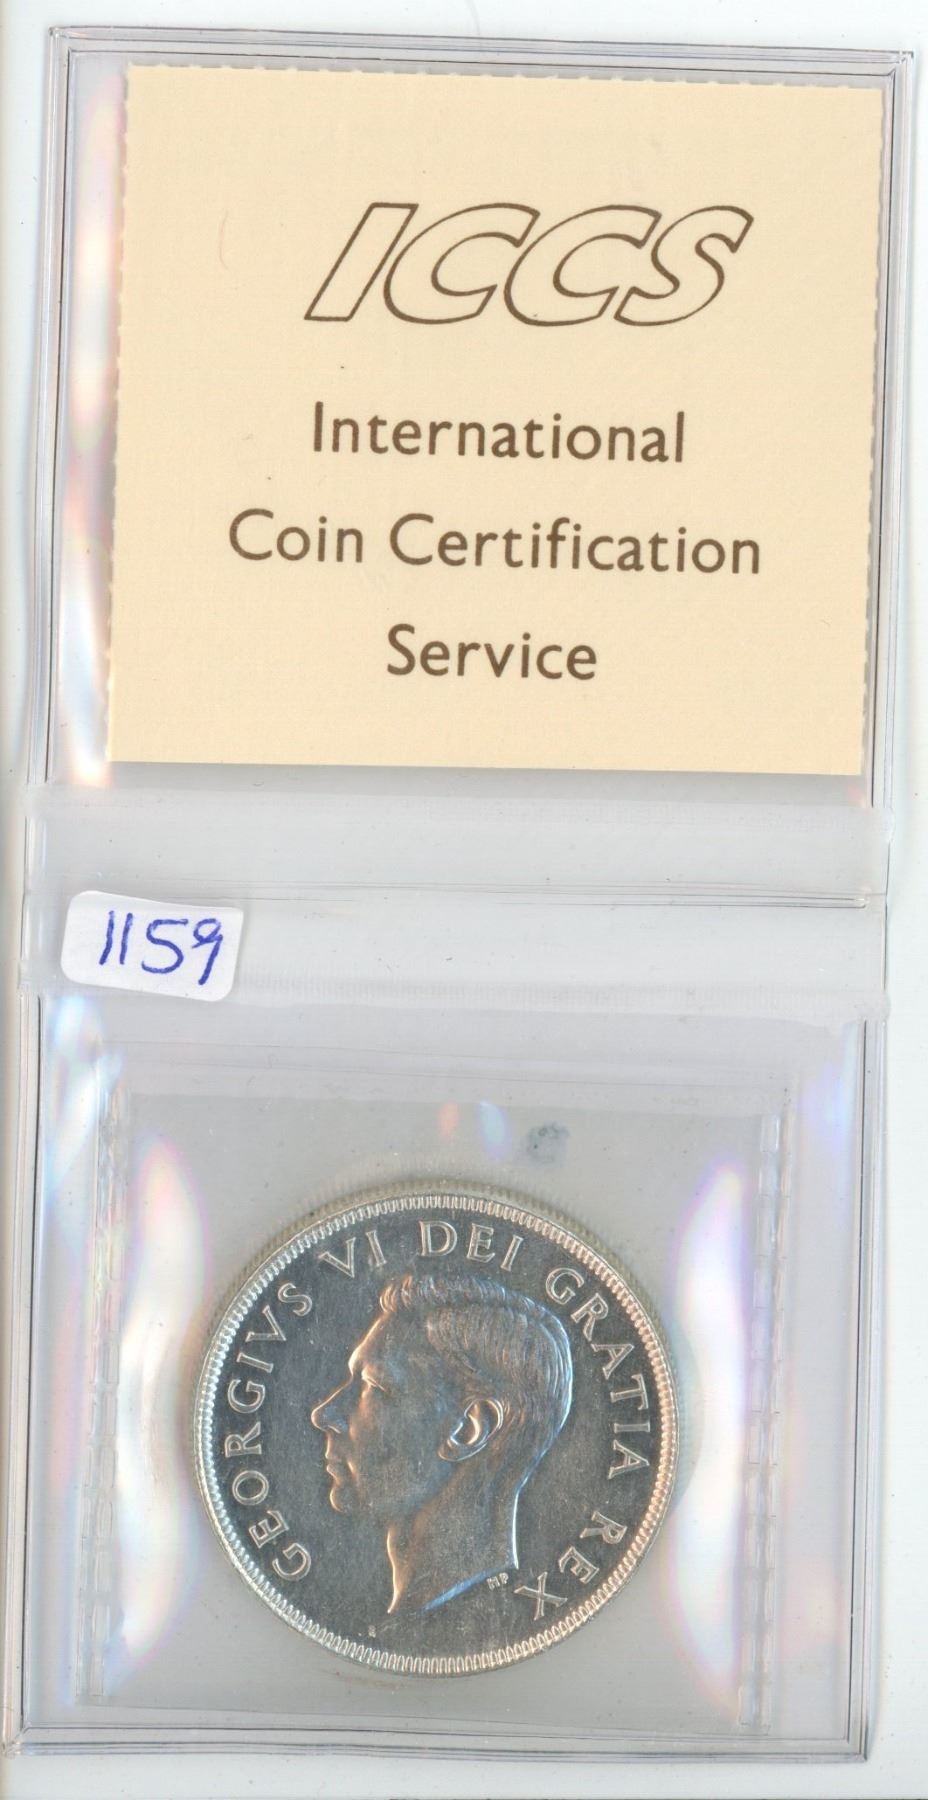 ICCS
International
Coin Certification
Service
1159
GEORGIVS VI DEI GRATIA REX
HP